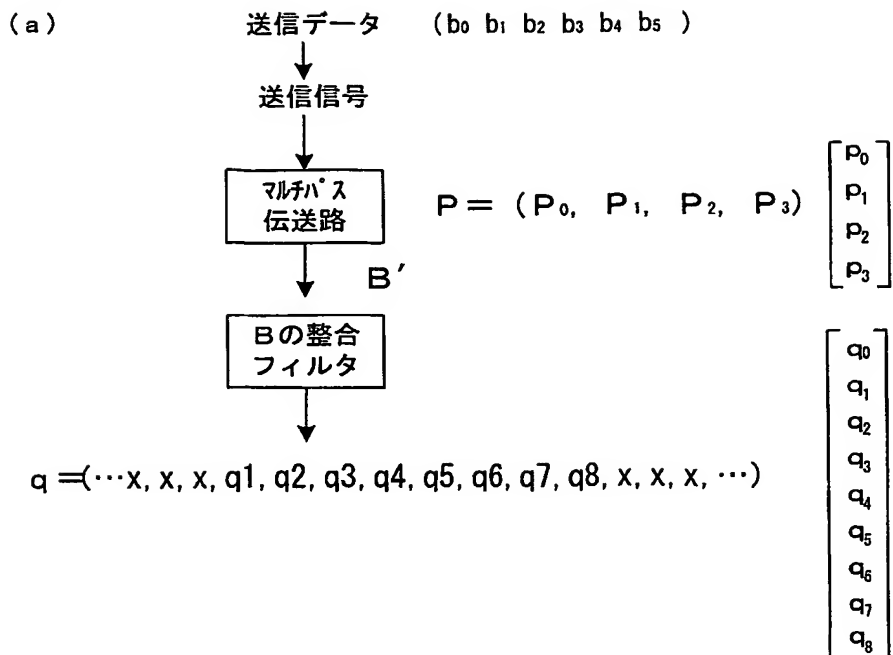 (a) 送信データ (b₀ b₁ b₂ b₃ b₄ b₅ )
送信信号
マルチパス
伝送路
P = (P₀, P₁, P₂, P₃)
p₀
p₁
p₂
p₃
B′
Bの整合
フィルタ
q =(…x, x, x, q1, q2, q3, q4, q5, q6, q7, q8, x, x, x, …)
q₀
q₁
q₂
q₃
q₄
q₅
q₆
q₇
q₈